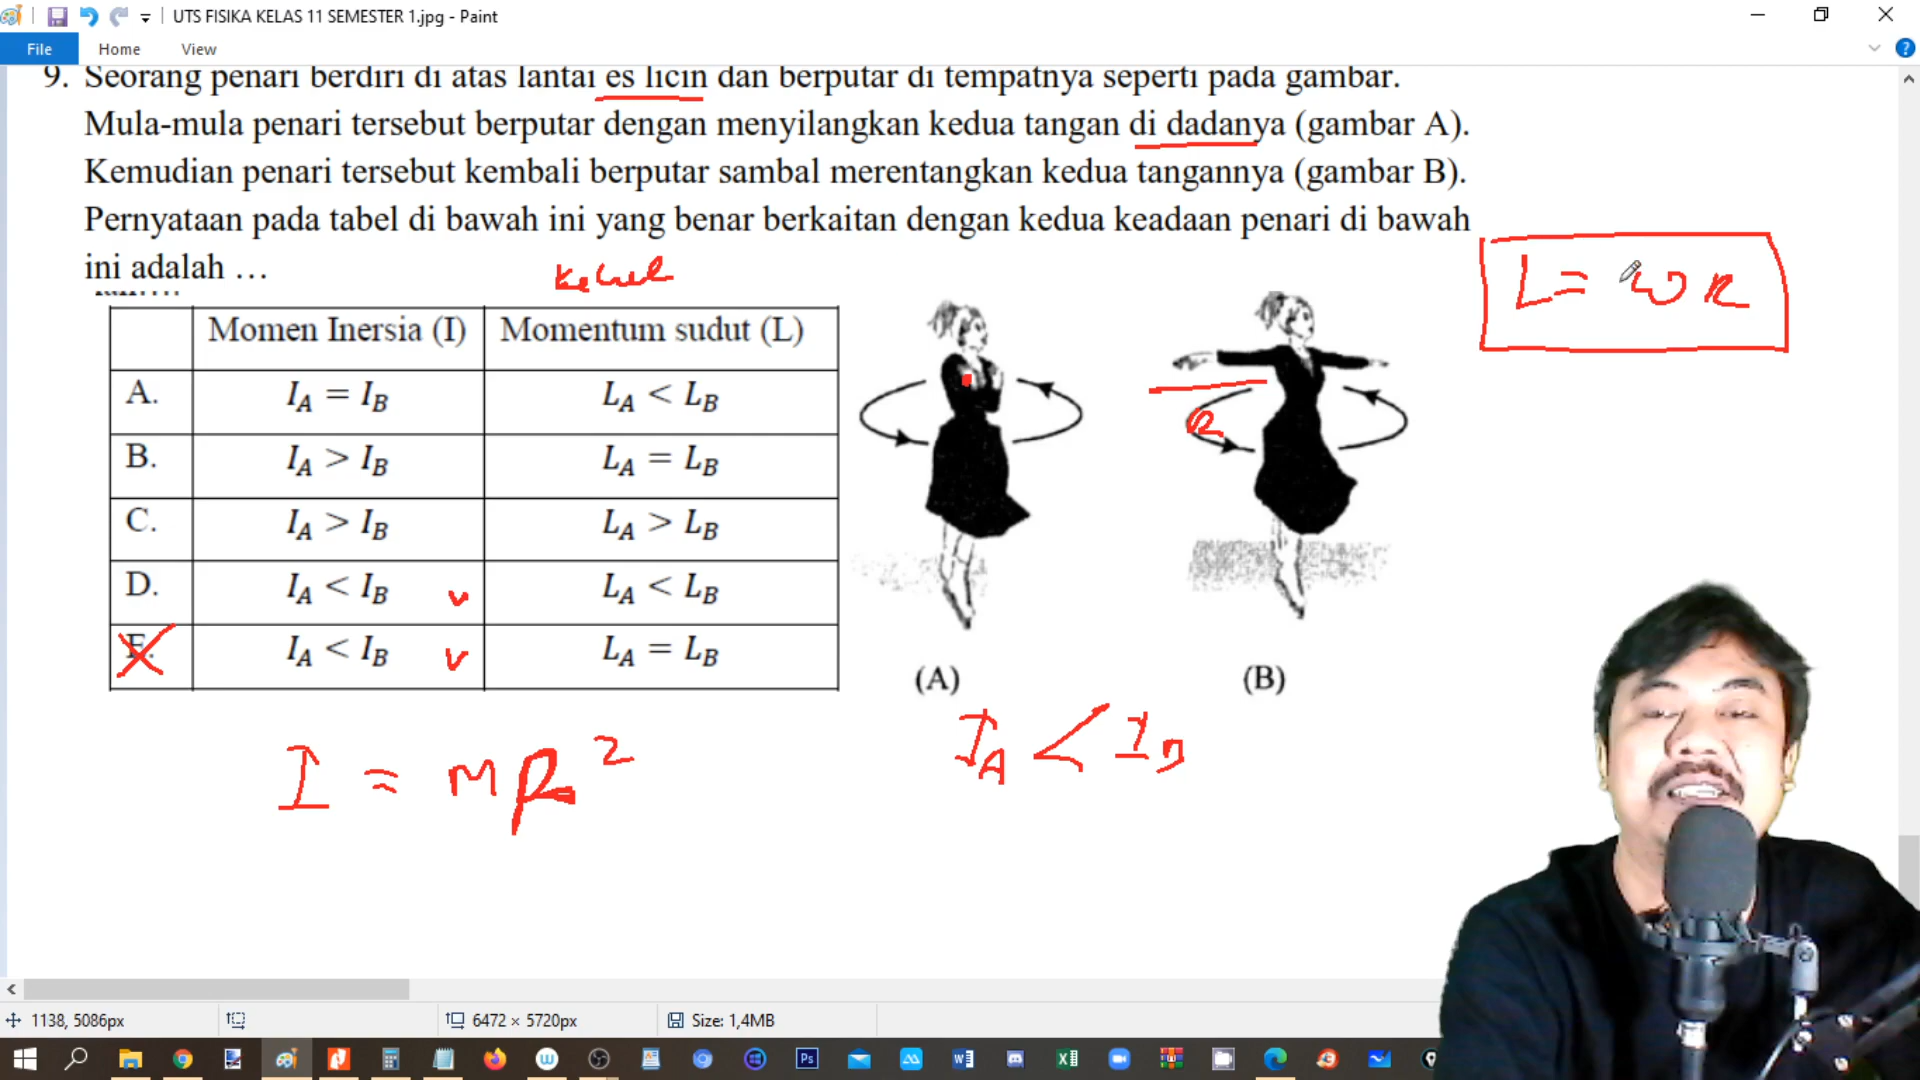 UTS FISIKA KELAS 11 SEMESTER 1.jpg - Paint
File Home View
9. Seorang penari berdiri di atas lantai es licin dan berputar di tempatnya seperti pada gambar.
Mula-mula penari tersebut berputar dengan menyilangkan kedua tangan di dadanya (gambar A).
Kemudian penari tersebut kembali berputar sambal merentangkan kedua tangannya (gambar B).
Pernyataan pada tabel di bawah ini yang benar berkaitan dengan kedua keadaan penari di bawah
ini adalah …
L = ω R
Momen Inersia (I) Momentum sudut (L)
A. I_A = I_B L_A < L_B
B. I_A > I_B L_A = L_B
C. I_A > I_B L_A > L_B
D. I_A < I_B v L_A < L_B
E. I_A < I_B v L_A = L_B
R
(A) (B)
I = m R²
I_A < I_B
1138, 5086px 6472 × 5720px Size: 1,4MB
Ps